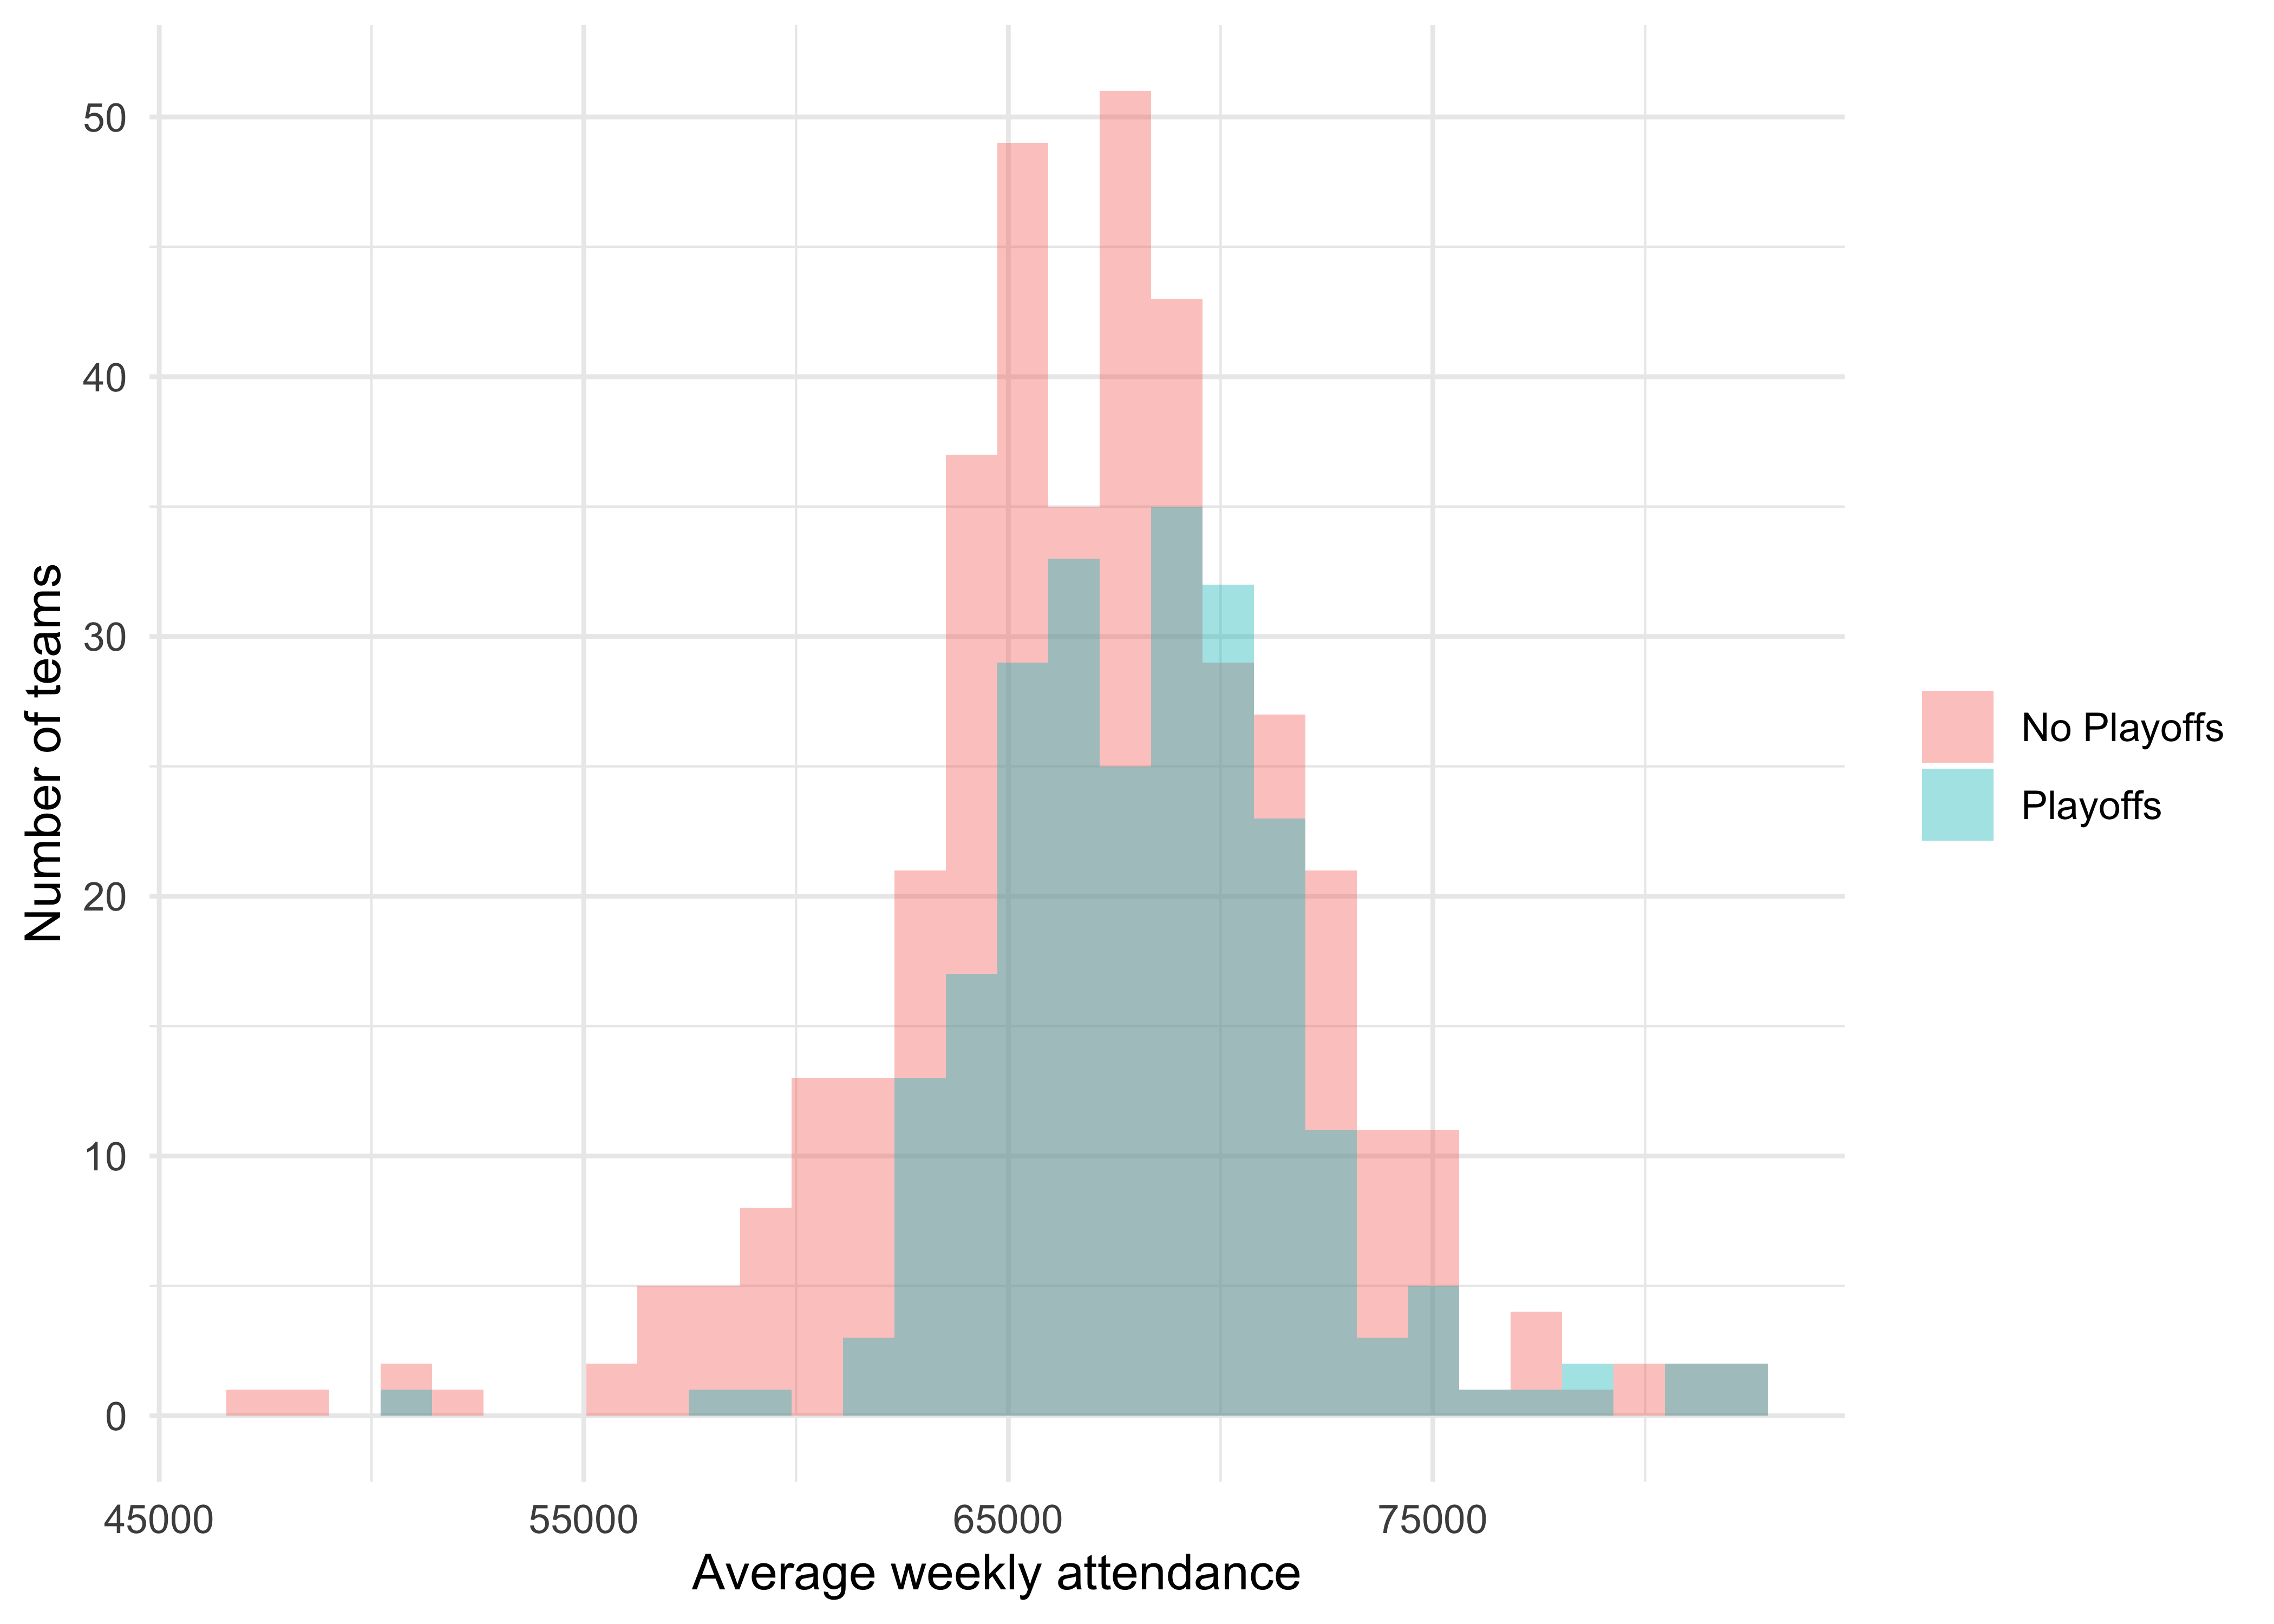 Number of teams
50
40
30
20
10
0
45000 55000 65000 75000
Average weekly attendance
No Playoffs
Playoffs